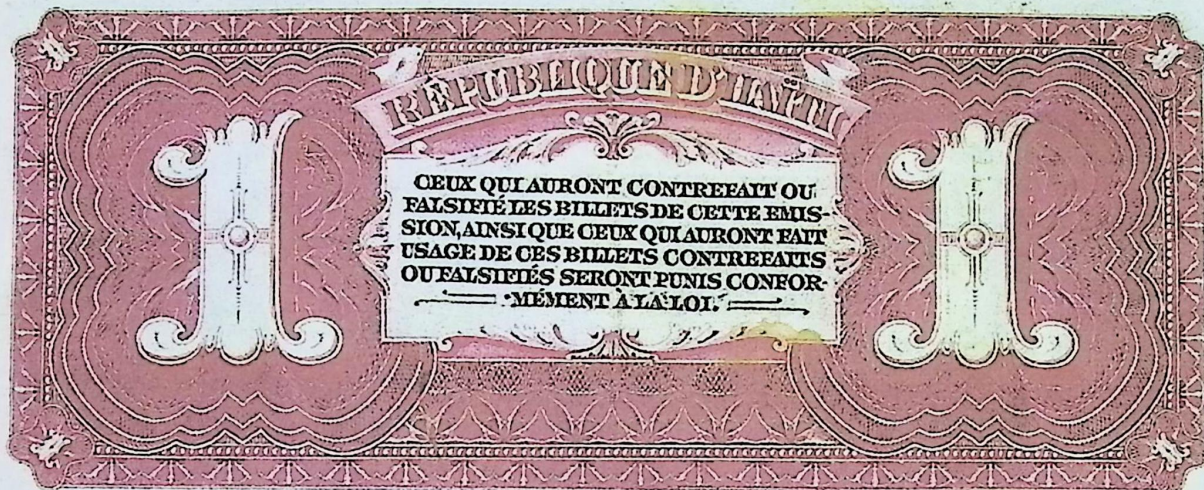 RÉPUBLIQUE D'HAÏTI
1 1
CEUX QUI AURONT CONTREFAIT OU
FALSIFIÉ LES BILLETS DE CETTE EMIS-
SION, AINSI QUE CEUX QUI AURONT FAIT
USAGE DE CES BILLETS CONTREFAITS
OU FALSIFIÉS SERONT PUNIS CONFOR-
MÉMENT À LA LOI.